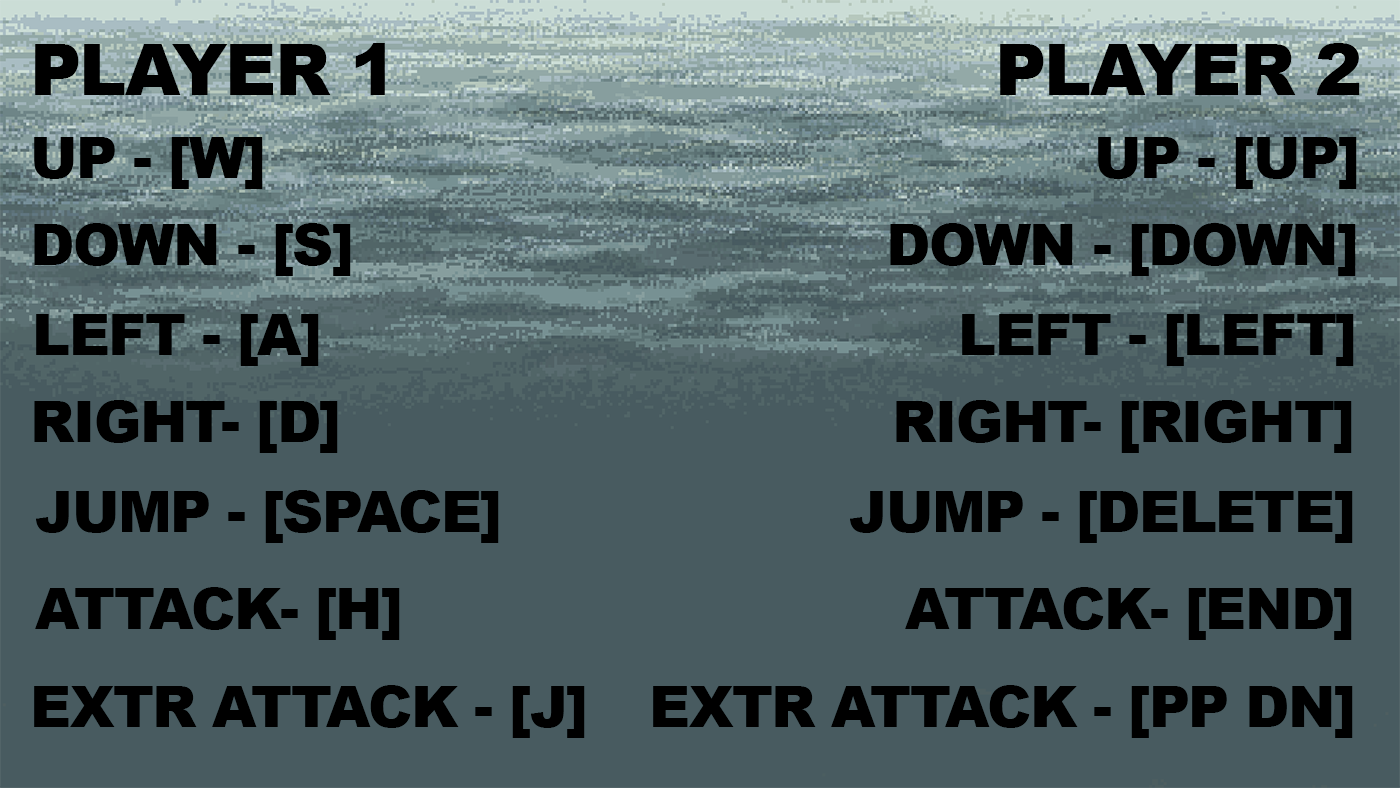 PLAYER 1
UP - [W]
DOWN - [S]
LEFT - [A]
RIGHT- [D]
JUMP - [SPACE]
ATTACK- [H]
EXTR ATTACK - [J]
PLAYER 2
UP - [UP]
DOWN - [DOWN]
LEFT - [LEFT]
RIGHT- [RIGHT]
JUMP - [DELETE]
ATTACK- [END]
EXTR ATTACK - [PP DN]